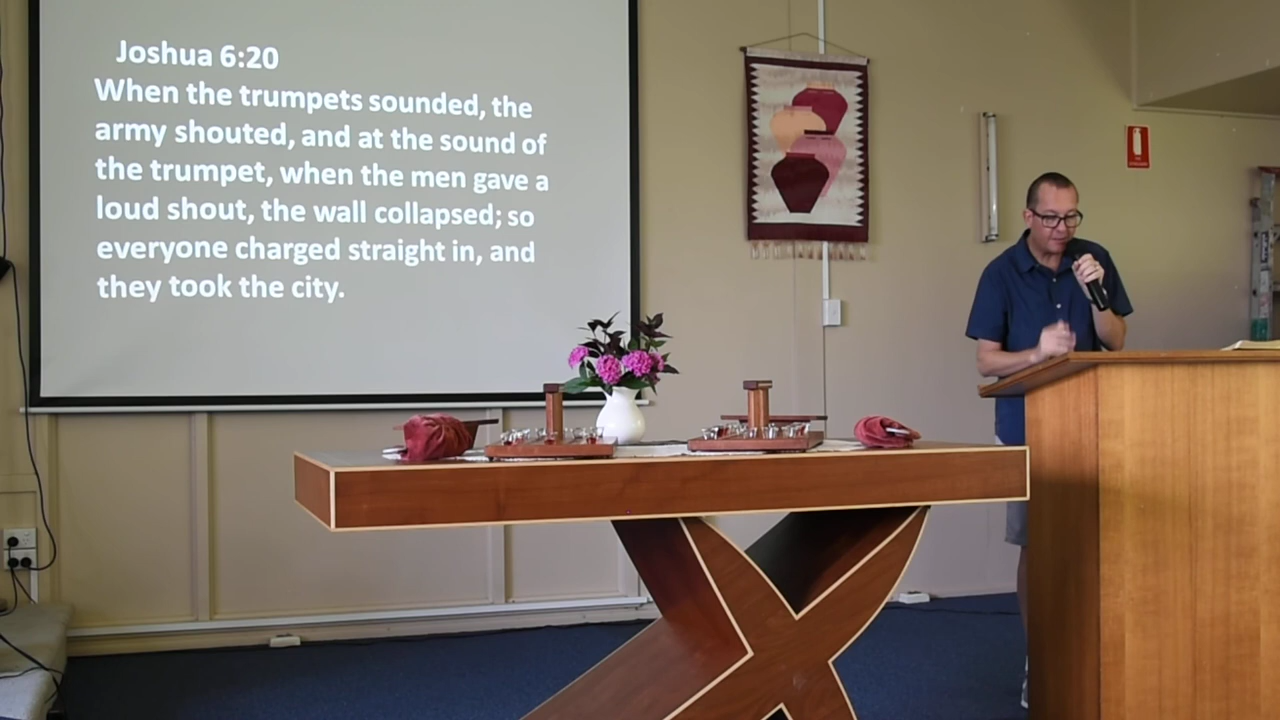 Joshua 6:20
When the trumpets sounded, the
army shouted, and at the sound of
the trumpet, when the men gave a
loud shout, the wall collapsed; so
everyone charged straight in, and
they took the city.